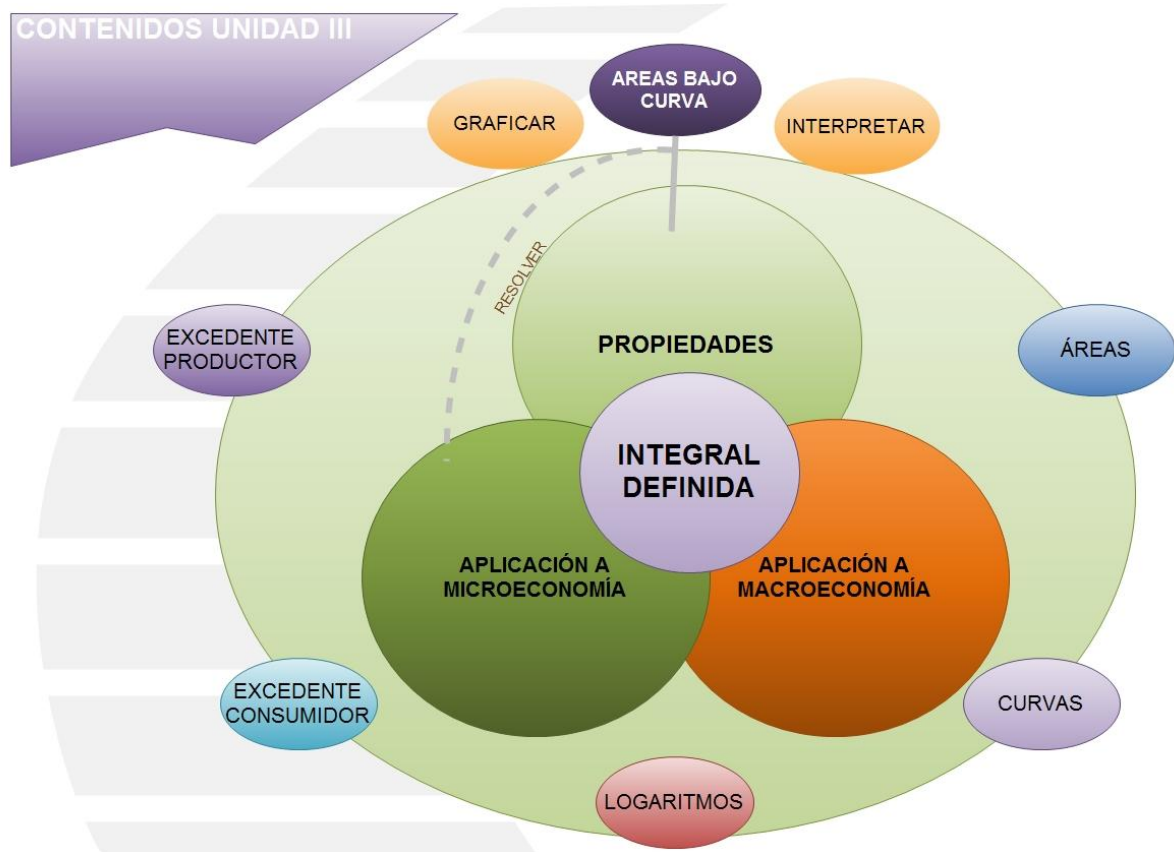 CONTENIDOS UNIDAD III
AREAS BAJO
CURVA
GRAFICAR
INTERPRETAR
RESOLVER
EXCEDENTE
PRODUCTOR
PROPIEDADES
ÁREAS
INTEGRAL
DEFINIDA
APLICACIÓN A
MICROECONOMÍA
APLICACIÓN A
MACROECONOMÍA
EXCEDENTE
CONSUMIDOR
CURVAS
LOGARITMOS